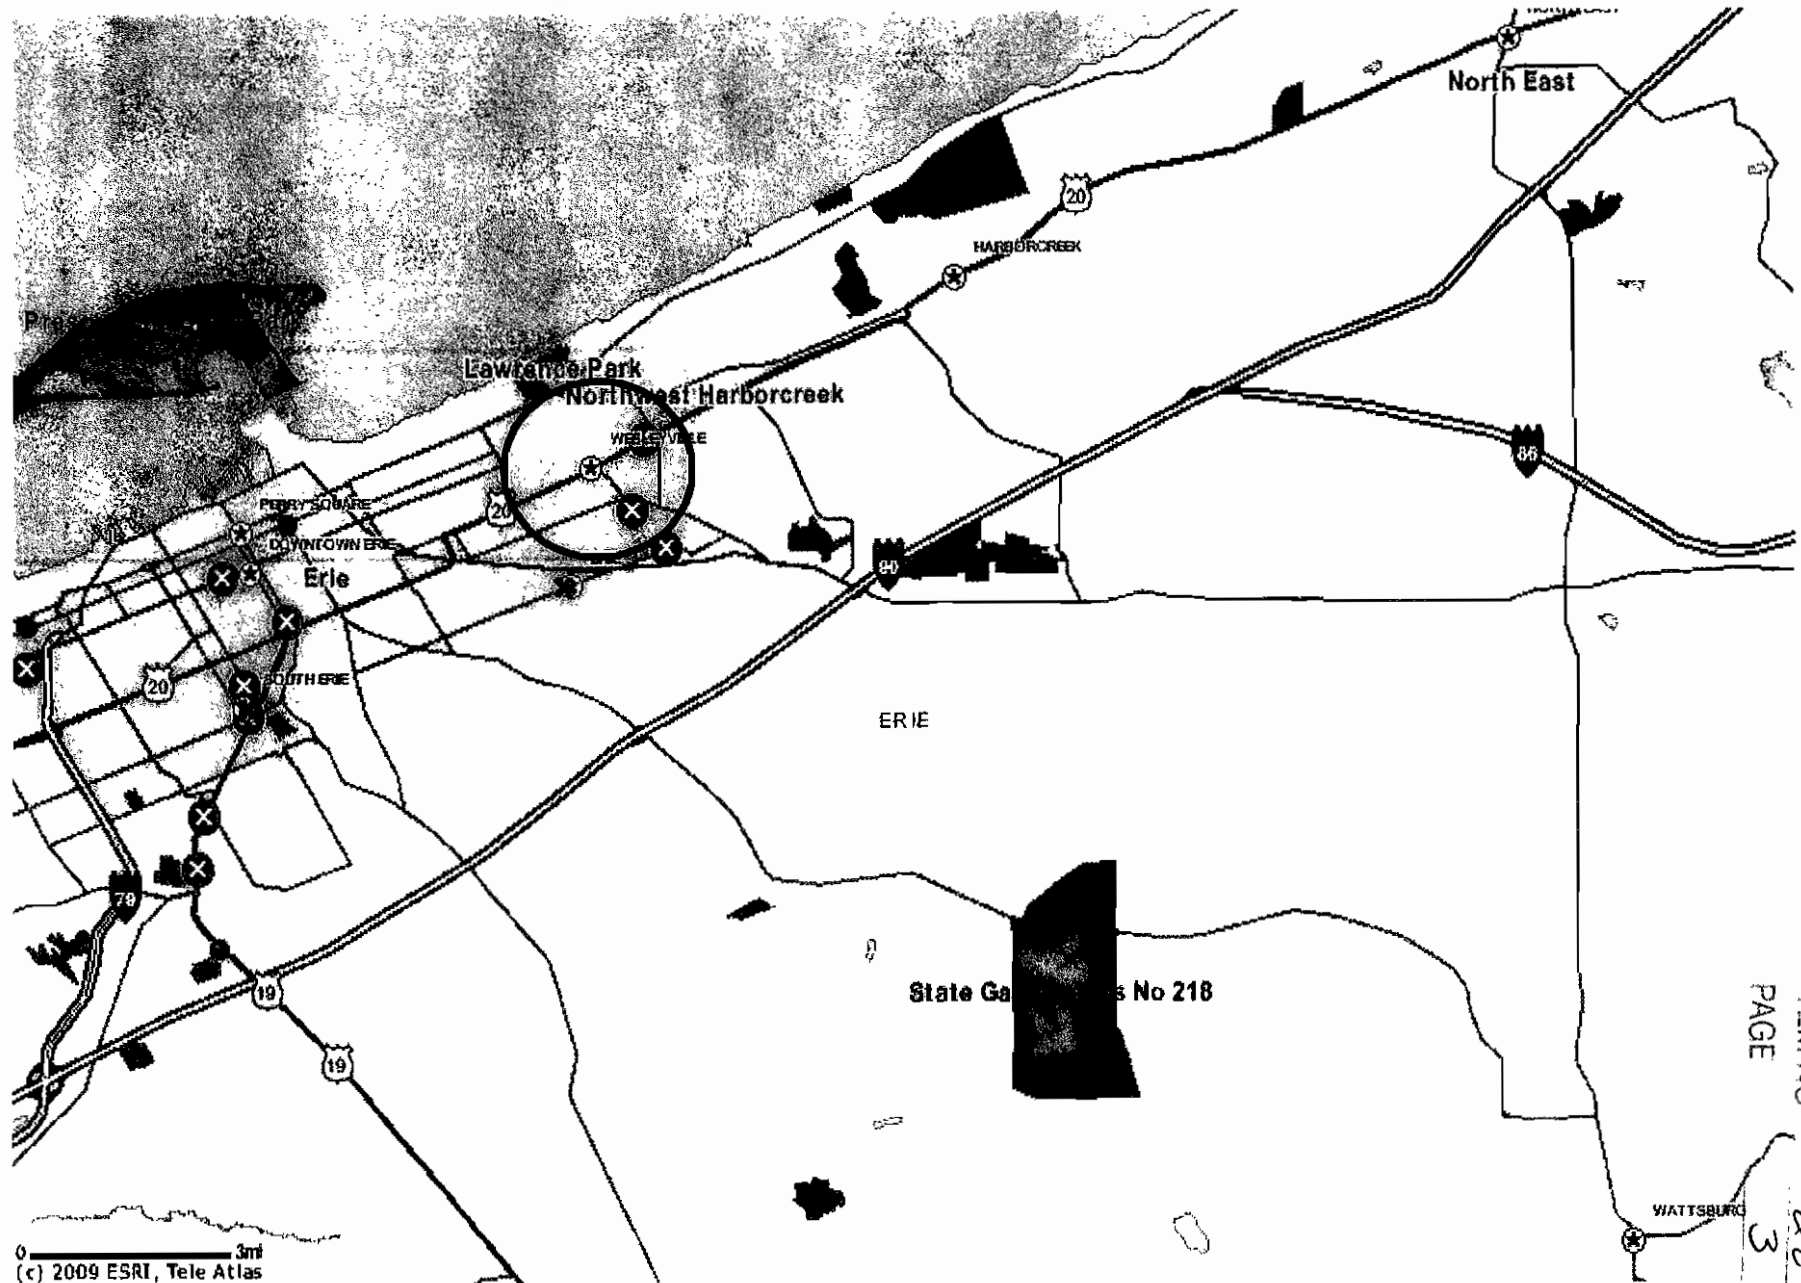 North East
20
HARBORCREEK
Lawrence Park
Northwest Harborcreek
WESLEYVILLE
86
PERRY SQUARE
20
DOWNTOWN ERIE
90
Erie
20
SOUTH ERIE
ERIE
79
State Ga s No 218
19
19
PAGE
3
WATTSBURG
0 3mi
(c) 2009 ESRI, Tele Atlas